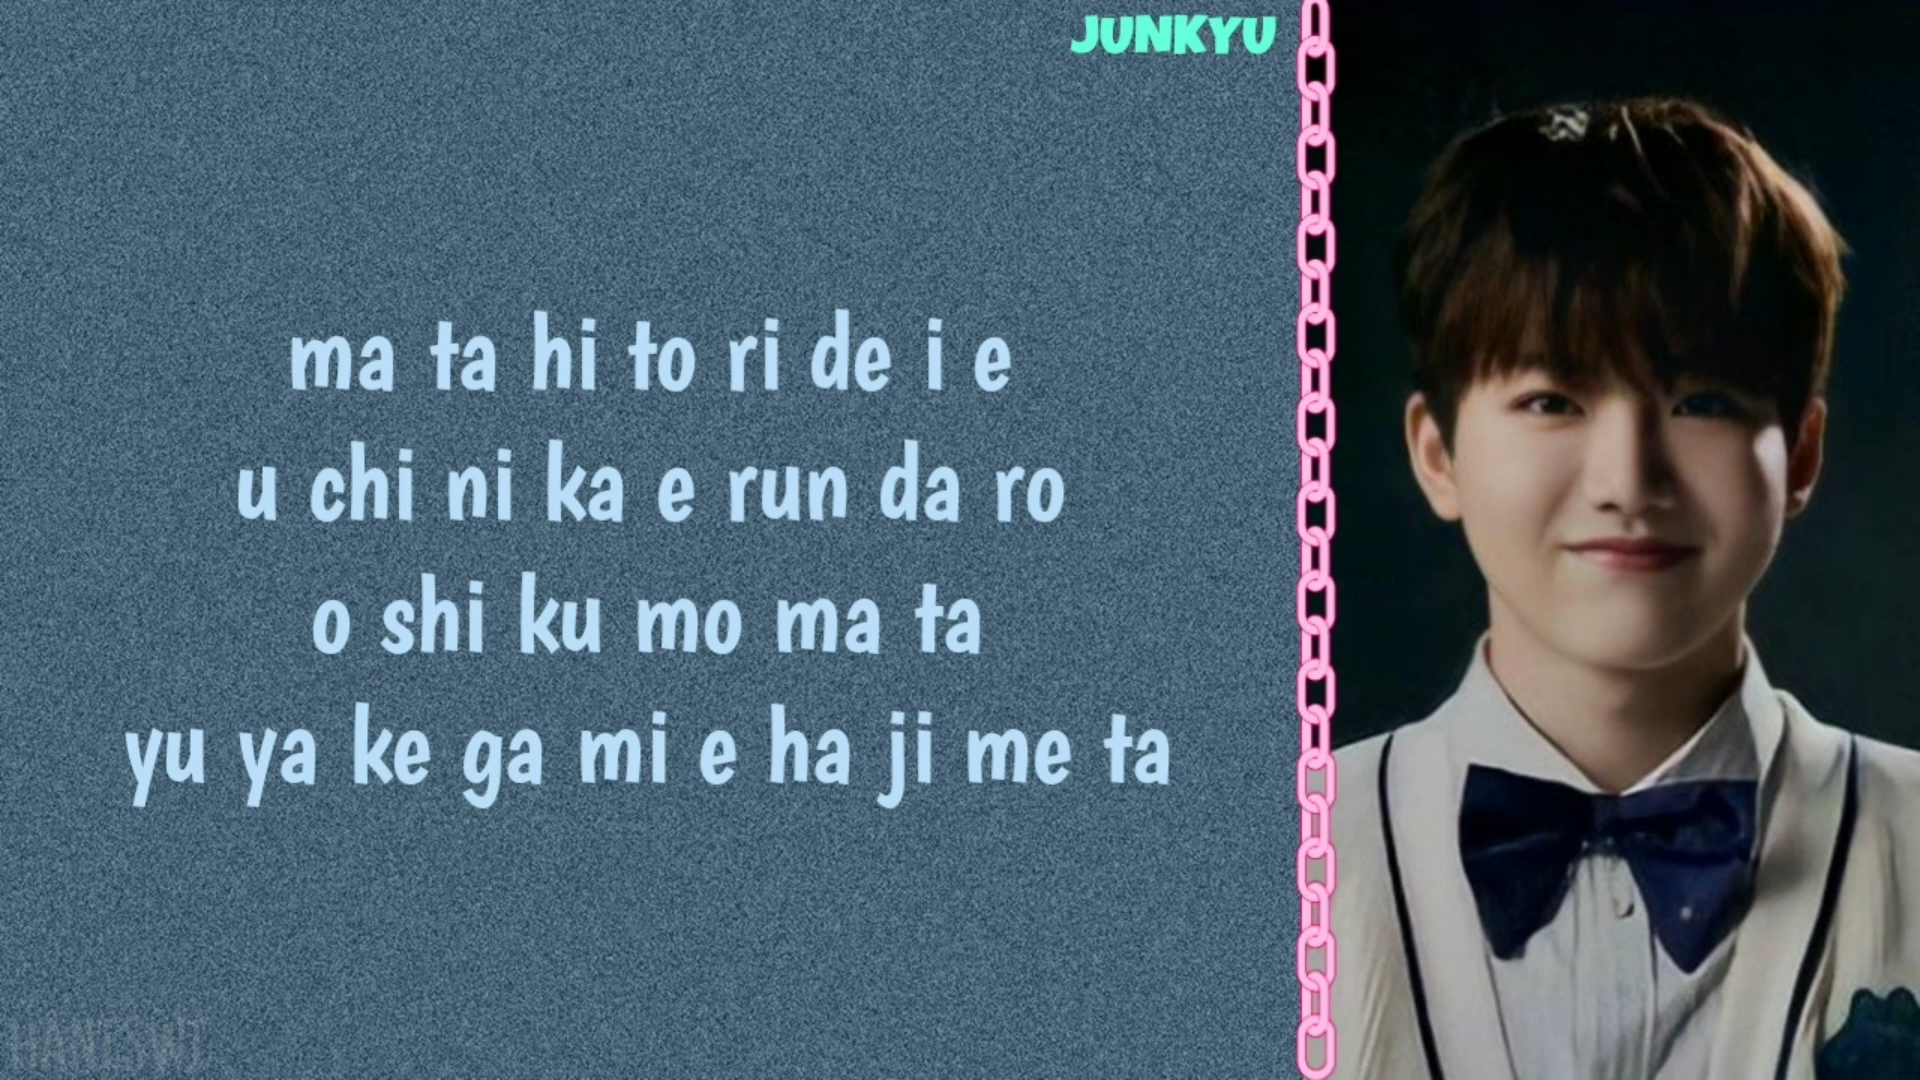 JUNKYU
ma ta hi to ri de i e
u chi ni ka e run da ro
o shi ku mo ma ta
yu ya ke ga mi e ha ji me ta